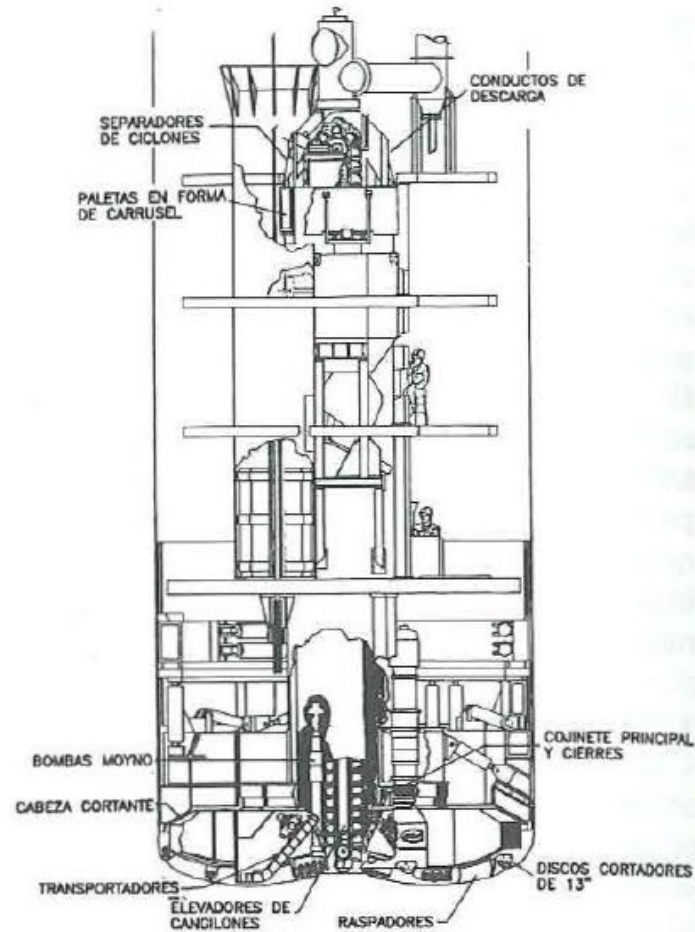 CONDUCTOS DE
DESCARGA
SEPARADORES
DE CICLONES
PALETAS EN FORMA
DE CARRUSEL
BOMBAS MOYNO
COJINETE PRINCIPAL
Y CIERRES
CABEZA CORTANTE
TRANSPORTADORES
ELEVADORES DE
CANGILONES
RASPADORES
DISCOS CORTADORES
DE 13"